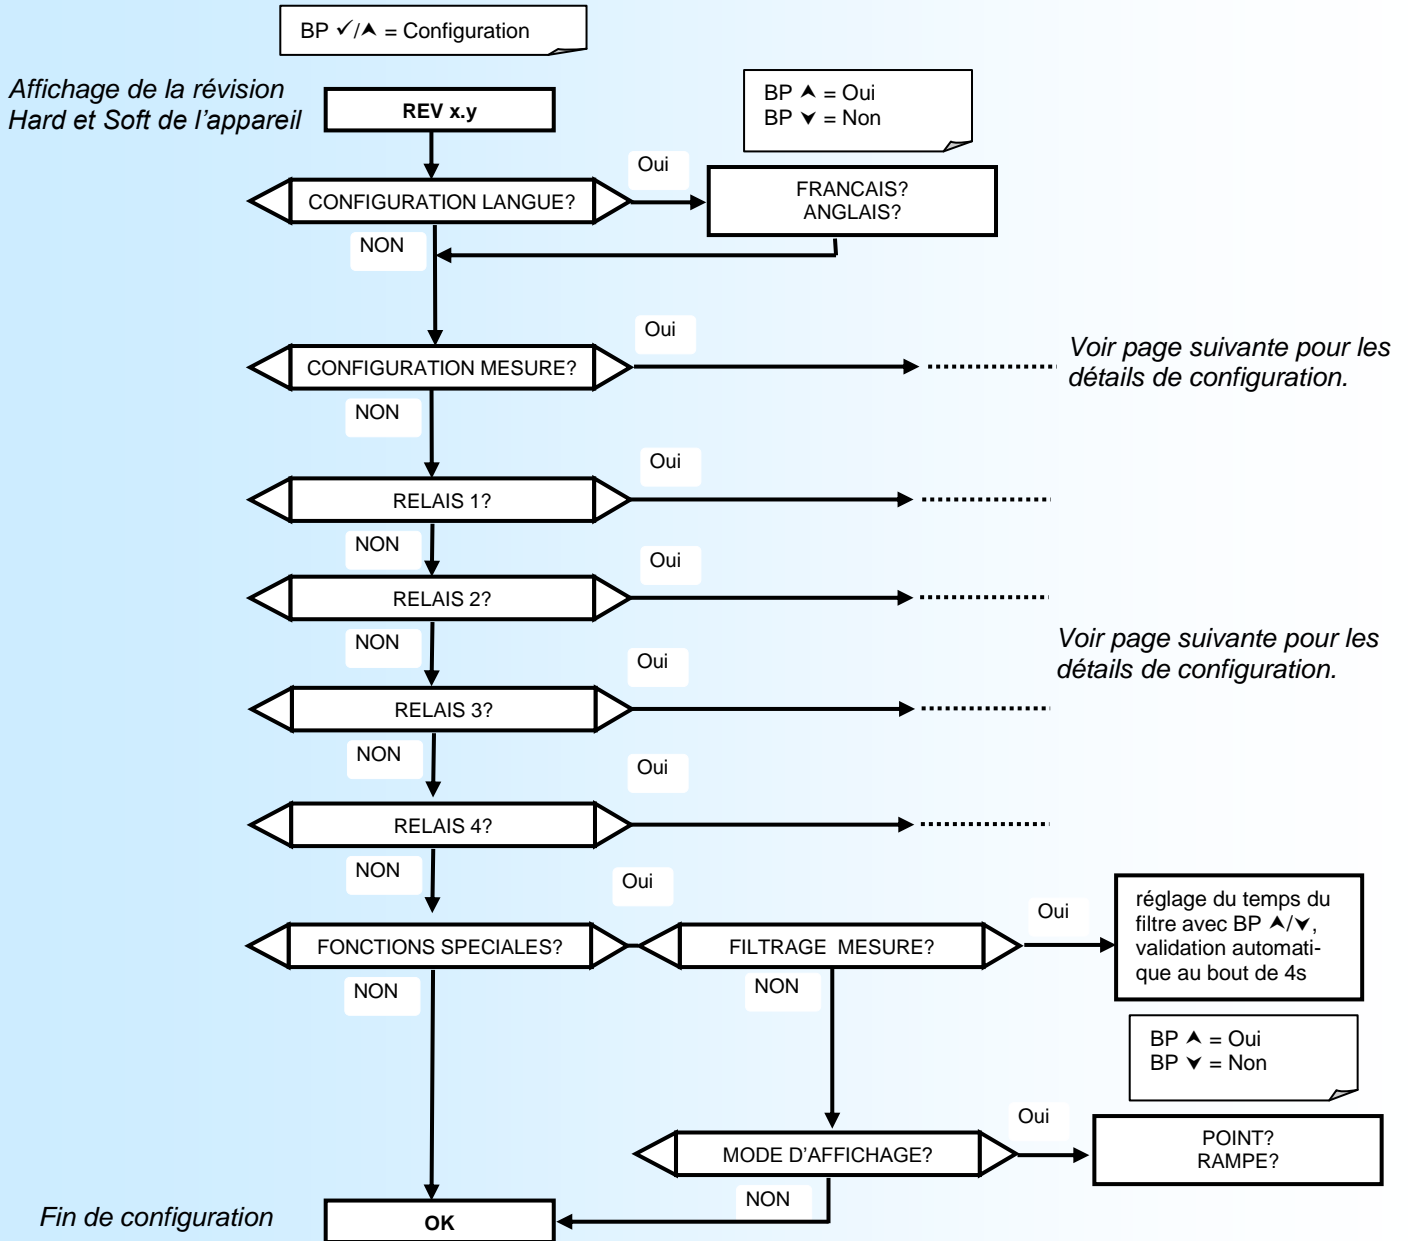 BP ✓/⮝ = Configuration
Affichage de la révision
Hard et Soft de l'appareil
REV x.y
BP ⮝ = Oui
BP ⮟ = Non
Oui
CONFIGURATION LANGUE?
FRANCAIS?
ANGLAIS?
NON
Oui
CONFIGURATION MESURE?
Voir page suivante pour les
détails de configuration.
NON
Oui
RELAIS 1?
NON
Oui
RELAIS 2?
NON
Voir page suivante pour les
détails de configuration.
Oui
RELAIS 3?
NON
Oui
RELAIS 4?
NON
Oui
FONCTIONS SPECIALES?
FILTRAGE  MESURE?
Oui
réglage du temps du
filtre avec BP ⮝/⮟,
validation automati-
que au bout de 4s
NON
NON
BP ⮝ = Oui
BP ⮟ = Non
Oui
MODE D'AFFICHAGE?
POINT?
RAMPE?
NON
Fin de configuration
OK